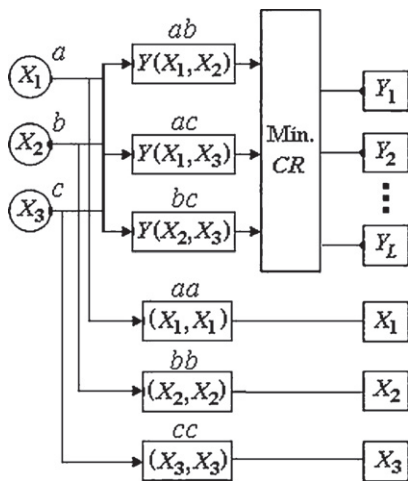 a
X1
b
X2
c
X3
ab
Y(X1,X2)
ac
Y(X1,X3)
bc
Y(X2,X3)
Min.
CR
Y1
Y2
⋮
YL
aa
(X1,X1)
X1
bb
(X2,X2)
X2
cc
(X3,X3)
X3